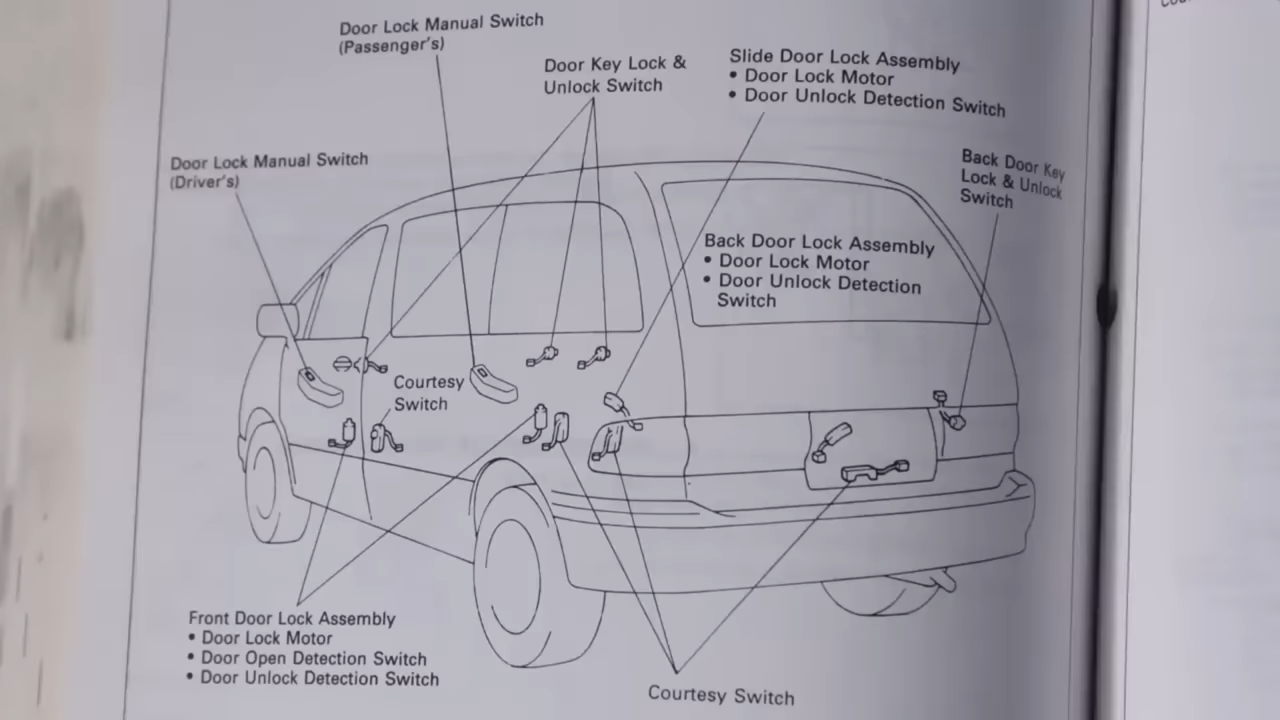 Door Lock Manual Switch
(Passenger's)
Door Key Lock &
Unlock Switch
Slide Door Lock Assembly
• Door Lock Motor
• Door Unlock Detection Switch
Door Lock Manual Switch
(Driver's)
Back Door Key
Lock & Unlock
Switch
Back Door Lock Assembly
• Door Lock Motor
• Door Unlock Detection
Switch
Courtesy
Switch
Front Door Lock Assembly
• Door Lock Motor
• Door Open Detection Switch
• Door Unlock Detection Switch
Courtesy Switch